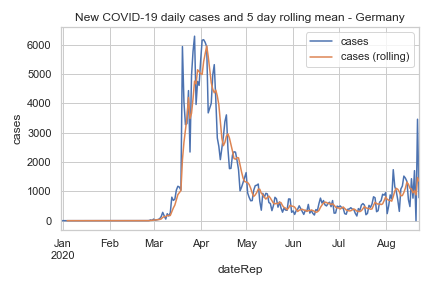 New COVID-19 daily cases and 5 day rolling mean - Germany
cases
cases (rolling)
6000
5000
4000
3000
2000
1000
0
cases
Jan Feb Mar Apr May Jun Jul Aug
2020
dateRep